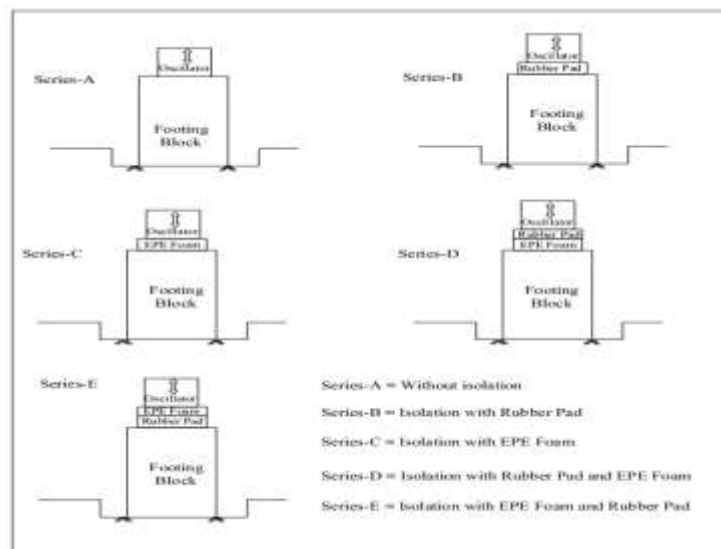 Series-A
Oscillator
Footing
Block
Series-B
Oscillator
Rubber Pad
Footing
Block
Series-C
Oscillator
EPE Foam
Footing
Block
Series-D
Oscillator
Rubber Pad
EPE Foam
Footing
Block
Series-E
Oscillator
EPE Foam
Rubber Pad
Footing
Block
Series-A = Without isolation
Series-B = Isolation with Rubber Pad
Series-C = Isolation with EPE Foam
Series-D = Isolation with Rubber Pad and EPE Foam
Series-E = Isolation with EPE Foam and Rubber Pad